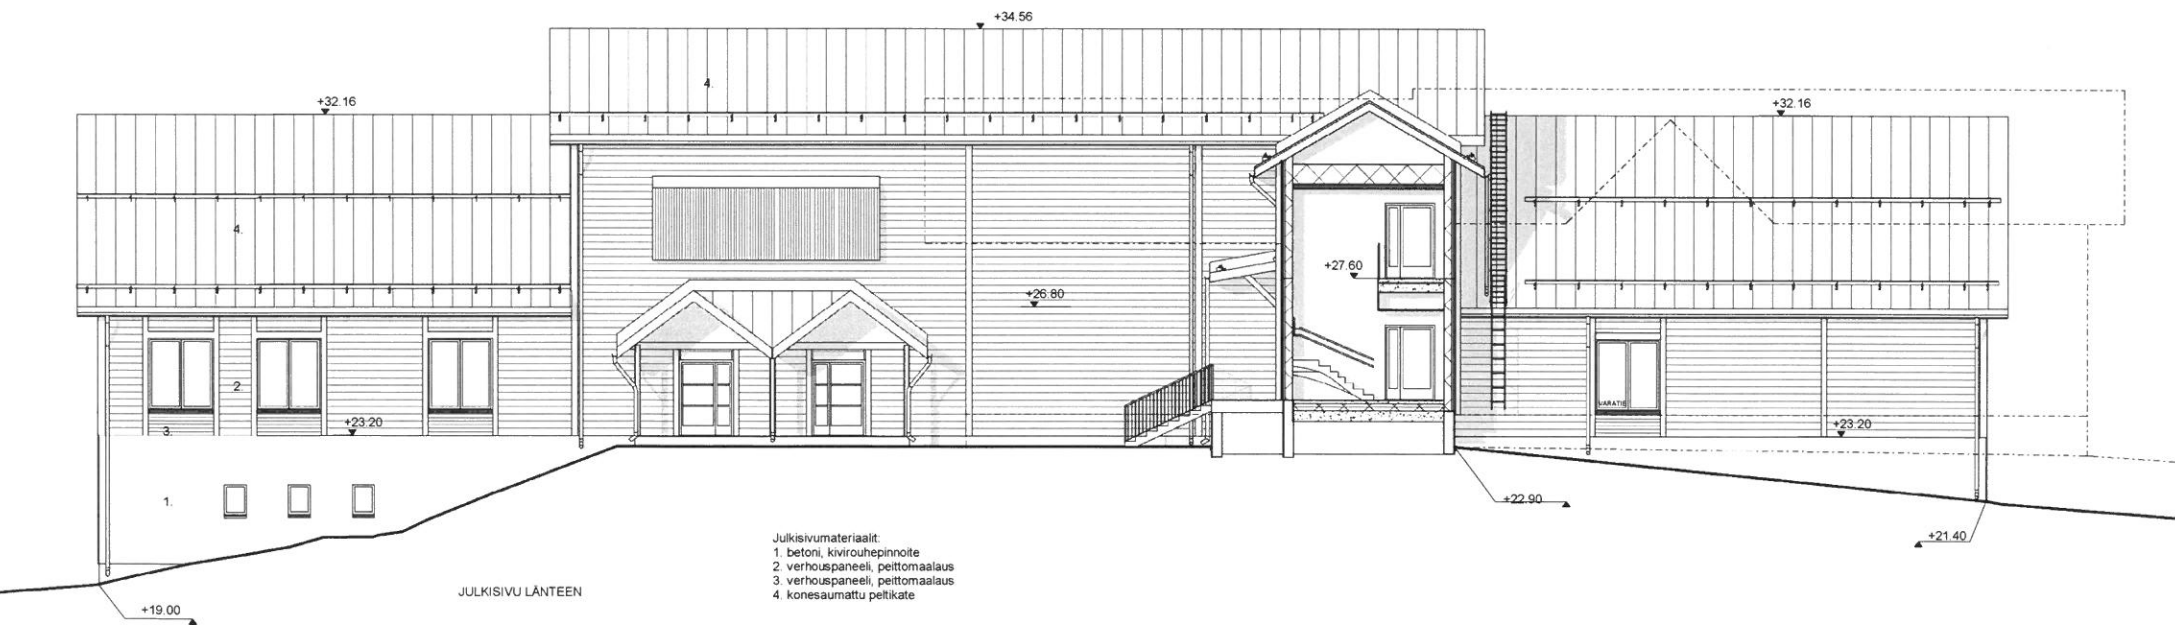 +34.56
4.
+32.16
+32.16
4.
+27.60
+26.80
2.
VARATIE
3.
+23.20
+23.20
1.
+22.90
+21.40
Julkisivumateriaalit:
1. betoni, kivirouhepinnoite
2. verhouspaneeli, peittomaalaus
3. verhouspaneeli, peittomaalaus
4. konesaumattu peltikate
JULKISIVU LÄNTEEN
+19.00